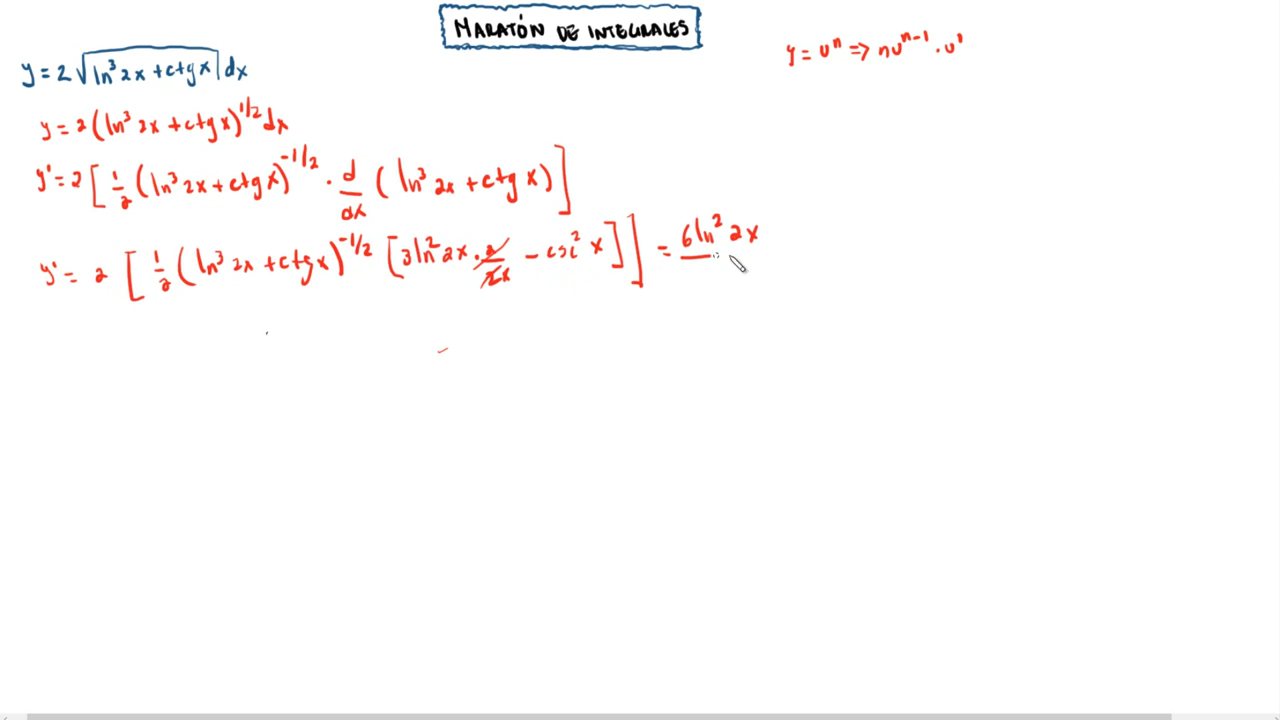 MARATÓN DE INTEGRALES
y = 2 √(ln³ 2x + ctg x) dx
y = uⁿ ⇒ nuⁿ⁻¹ · u'
y = 2 (ln³ 2x + ctg x)^1/2 dx
y' = 2 [ 1/2 (ln³ 2x + ctg x)^-1/2 · d/dx (ln³ 2x + ctg x) ]
y' = 2 [ 1/2 (ln³ 2x + ctg x)^-1/2 [ 3 ln² 2x · 2/2x - csc² x ] ] = 6 ln² 2x